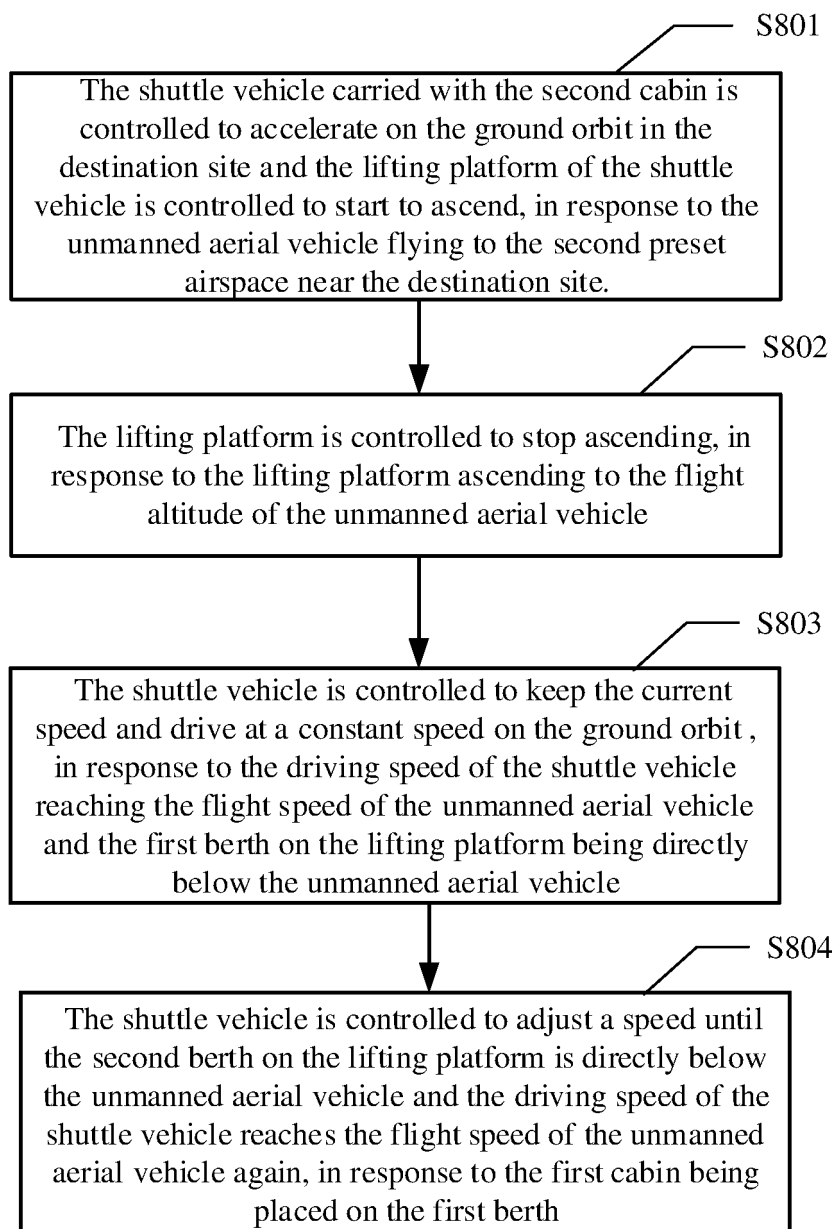 S801
The shuttle vehicle carried with the second cabin is
controlled to accelerate on the ground orbit in the
destination site and the lifting platform of the shuttle
vehicle is controlled to start to ascend, in response to the
unmanned aerial vehicle flying to the second preset
airspace near the destination site.
S802
The lifting platform is controlled to stop ascending, in
response to the lifting platform ascending to the flight
altitude of the unmanned aerial vehicle
S803
The shuttle vehicle is controlled to keep the current
speed and drive at a constant speed on the ground orbit ,
in response to the driving speed of the shuttle vehicle
reaching the flight speed of the unmanned aerial vehicle
and the first berth on the lifting platform being directly
below the unmanned aerial vehicle
S804
The shuttle vehicle is controlled to adjust a speed until
the second berth on the lifting platform is directly below
the unmanned aerial vehicle and the driving speed of the
shuttle vehicle reaches the flight speed of the unmanned
aerial vehicle again, in response to the first cabin being
placed on the first berth